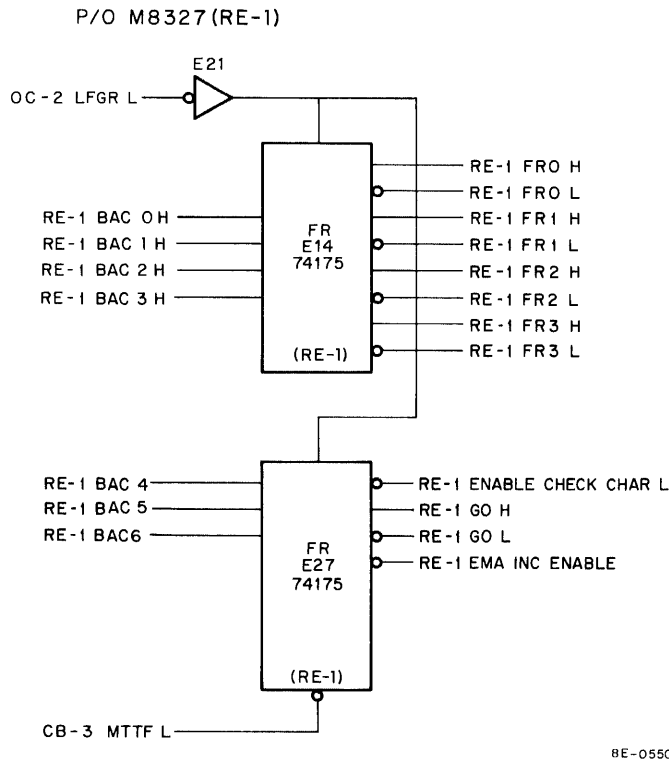 P/O M8327(RE-1)
E21
OC-2 LFGR L
RE-1 FR0 H
RE-1 FR0 L
RE-1 BAC 0 H
RE-1 FR1 H
RE-1 BAC 1 H
FR
E14
74175
RE-1 FR1 L
RE-1 BAC 2 H
RE-1 FR2 H
RE-1 BAC 3 H
RE-1 FR2 L
RE-1 FR3 H
(RE-1)
RE-1 FR3 L
RE-1 BAC 4
RE-1 ENABLE CHECK CHAR L
RE-1 BAC 5
RE-1 GO H
RE-1 BAC6
RE-1 GO L
FR
E27
74175
RE-1 EMA INC ENABLE
(RE-1)
CB-3 MTTF L
8E-0550